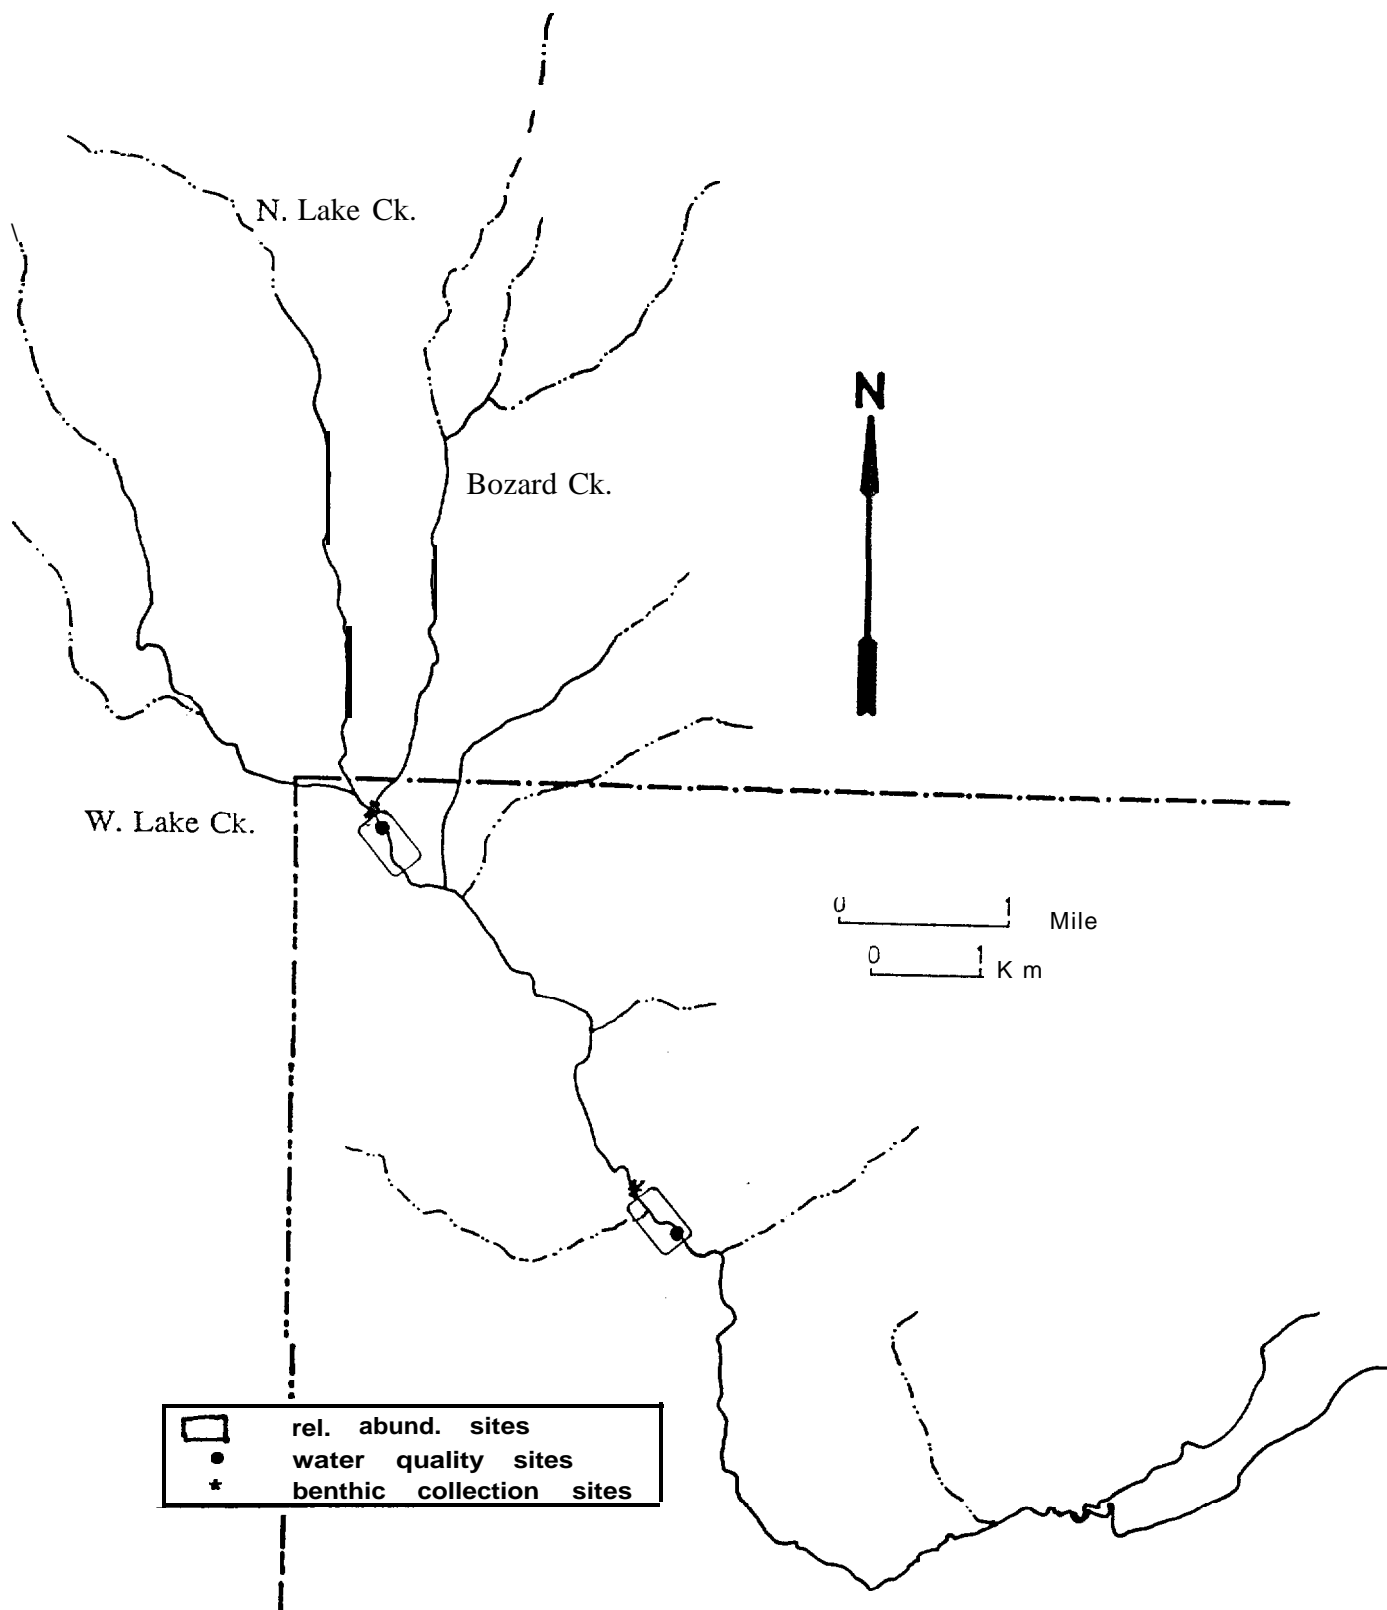 N. Lake Ck.
N
Bozard Ck.
W. Lake Ck.
0 1 Mile
0 1 K m
rel. abund. sites
water quality sites
benthic collection sites